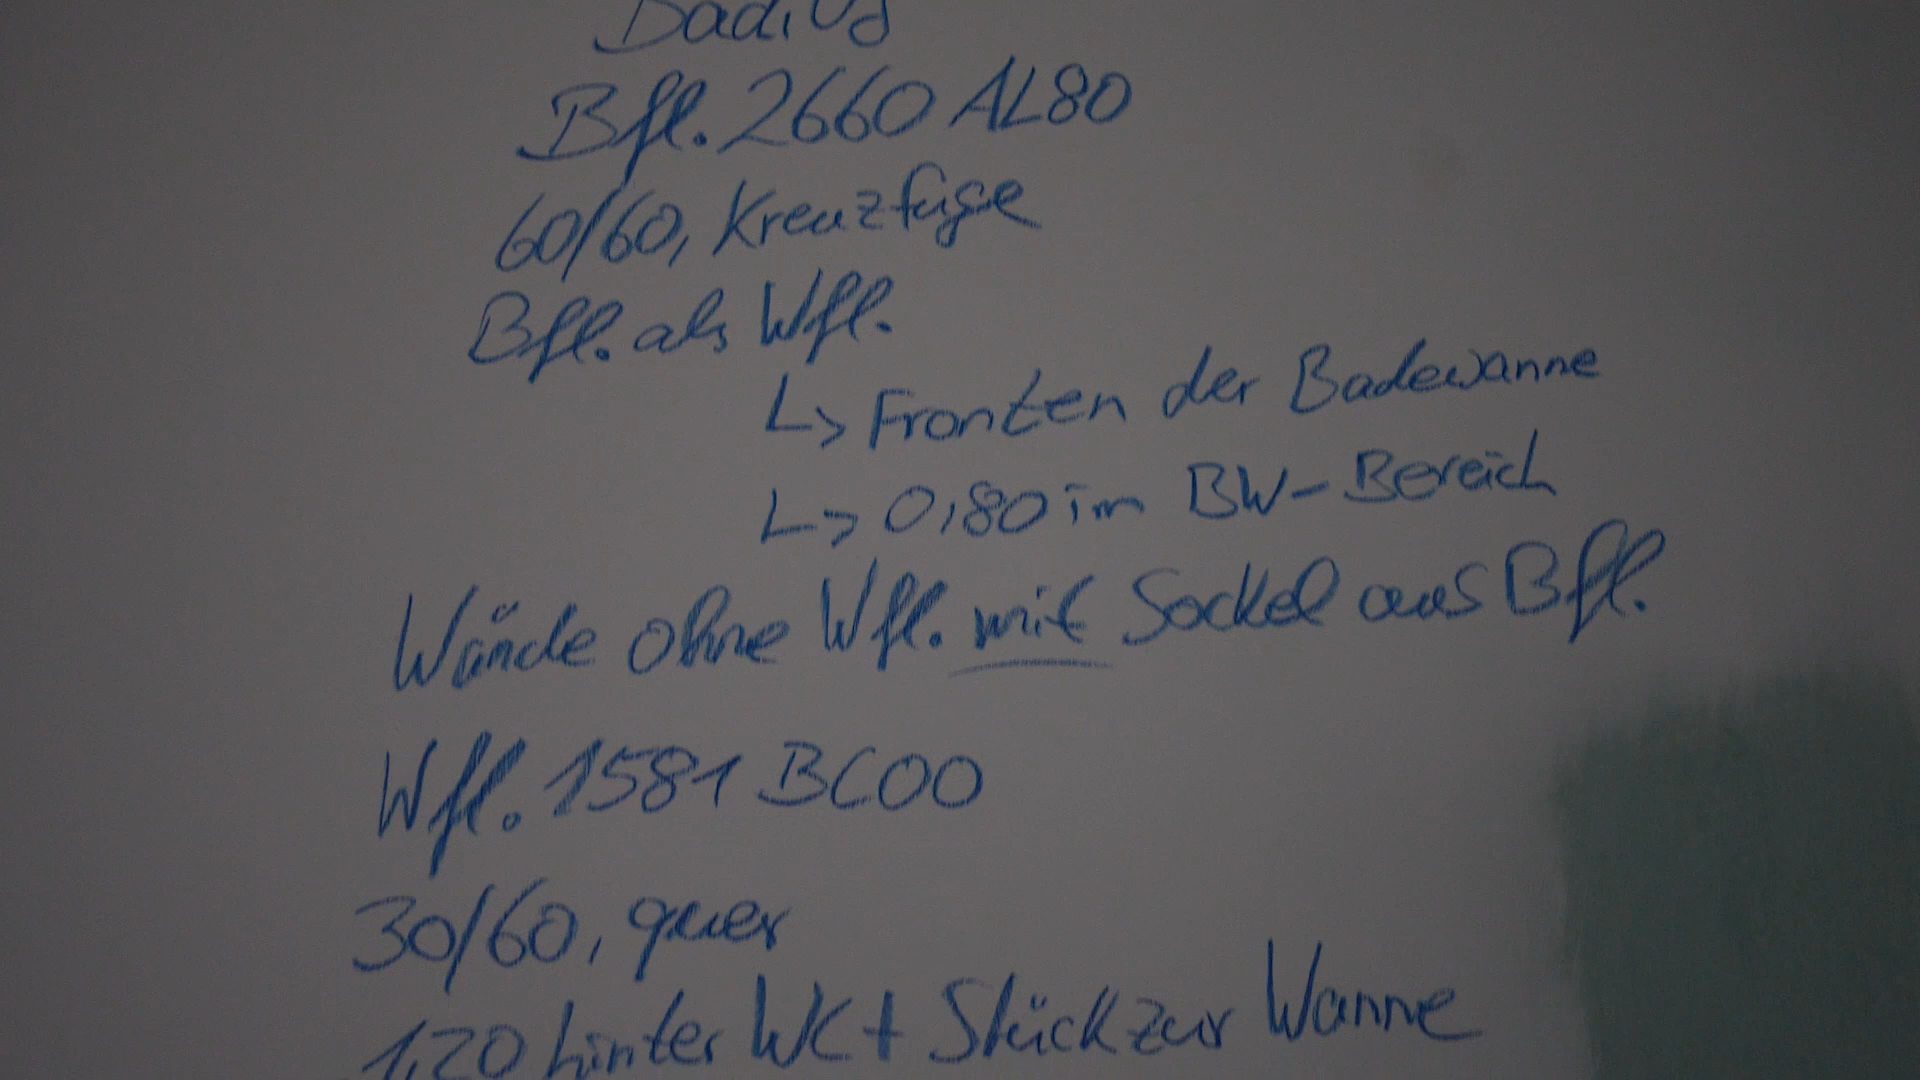 Bfl. 2660 AL80
60/60, Kreuzfuge
Bfl. als Wfl.
↳ Fronten der Badewanne
↳ 0,80 im BW-Bereich
Wände ohne Wfl. mit Sockel aus Bfl.
Wfl. 1581 BC00
30/60, quer
1,20 hinter WC + Stück zur Wanne